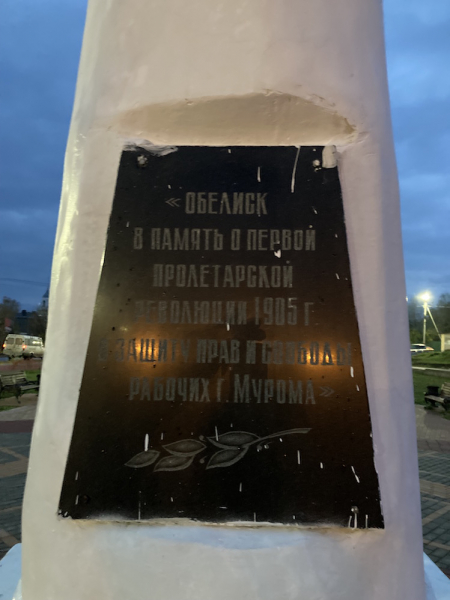 «ОБЕЛИСК
В ПАМЯТЬ О ПЕРВОЙ
ПРОЛЕТАРСКОЙ
РЕВОЛЮЦИИ 1905 г.
В ЗАЩИТУ ПРАВ И СВОБОДЫ
РАБОЧИХ Г. МУРОМА»